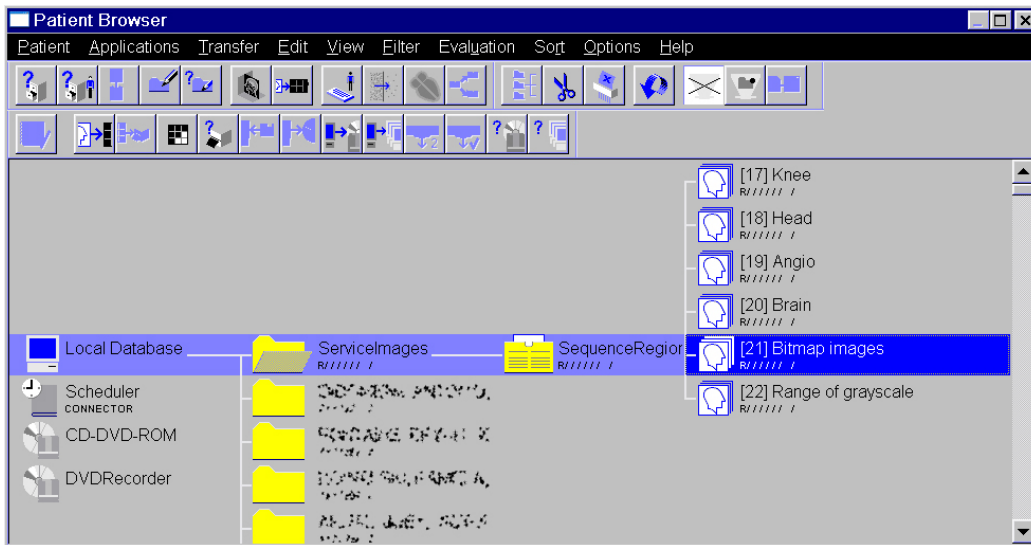 Patient Browser
Patient Applications Transfer Edit View Filter Evaluation Sort Options Help
[17] Knee
R////// /
[18] Head
R////// /
[19] Angio
R////// /
[20] Brain
R////// /
Local Database
ServiceImages
R////// /
SequenceRegion
R////// /
[21] Bitmap images
R////// /
Scheduler
CONNECTOR
[22] Range of grayscale
R////// /
CD-DVD-ROM
DVDRecorder